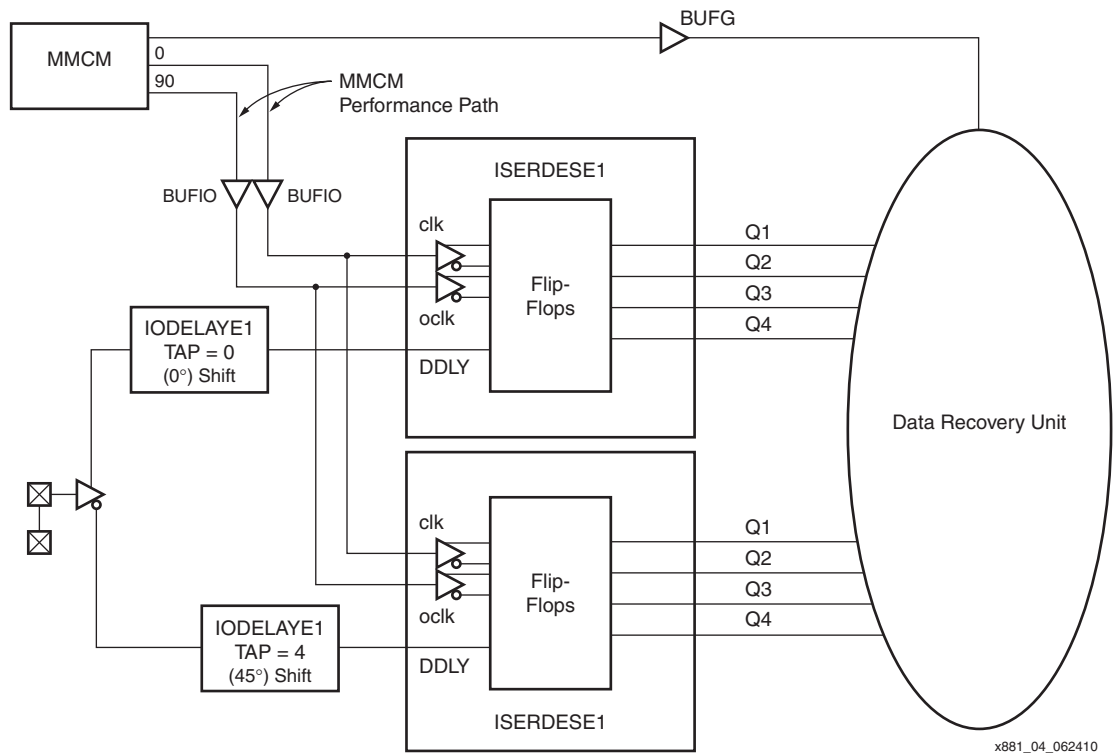 BUFG
MMCM
0
90
MMCM
Performance Path
ISERDESE1
BUFIO
BUFIO
clk
oclk
Flip-
Flops
Q1
Q2
Q3
Q4
IODELAYE1
TAP = 0
(0°) Shift
DDLY
Data Recovery Unit
clk
oclk
Flip-
Flops
Q1
Q2
Q3
Q4
IODELAYE1
TAP = 4
(45°) Shift
DDLY
ISERDESE1
x881_04_062410